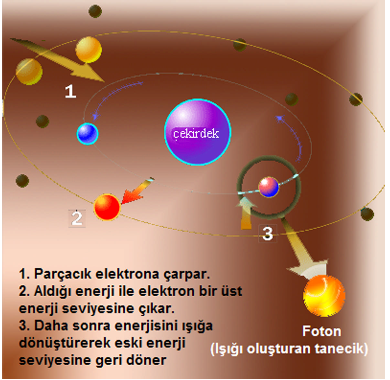 1
çekirdek
2
3
1. Parçacık elektrona çarpar.
2. Aldığı enerji ile elektron bir üst
enerji seviyesine çıkar.
3. Daha sonra enerjisini ışığa
dönüştürerek eski enerji
seviyesine geri döner
Foton
(Işığı oluşturan tanecik)